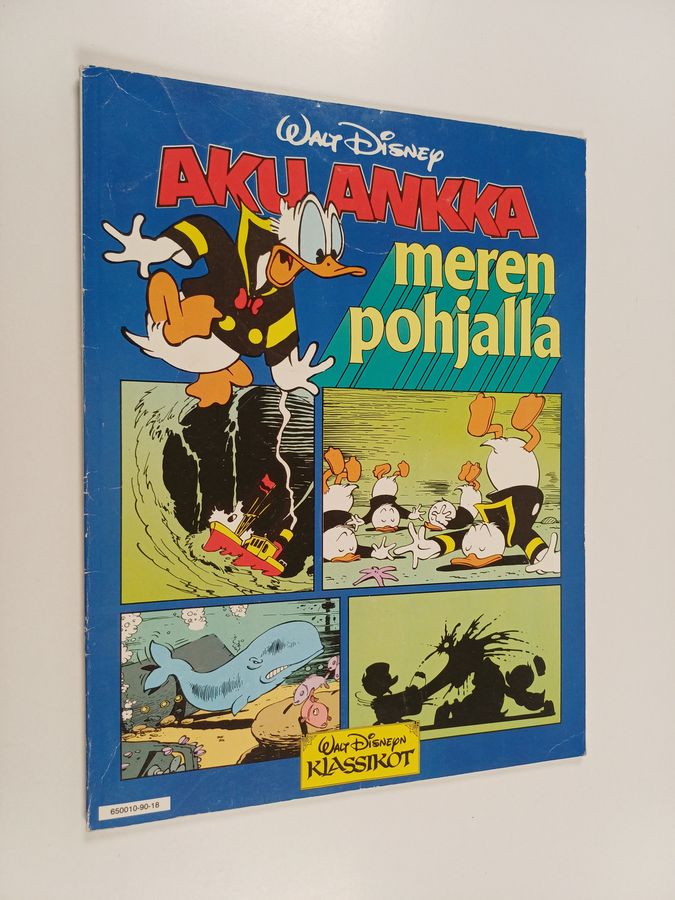 WALT DISNEY
AKU ANKKA
meren
pohjalla
WALT DISNEYN
KLASSIKOT
650010-90-18